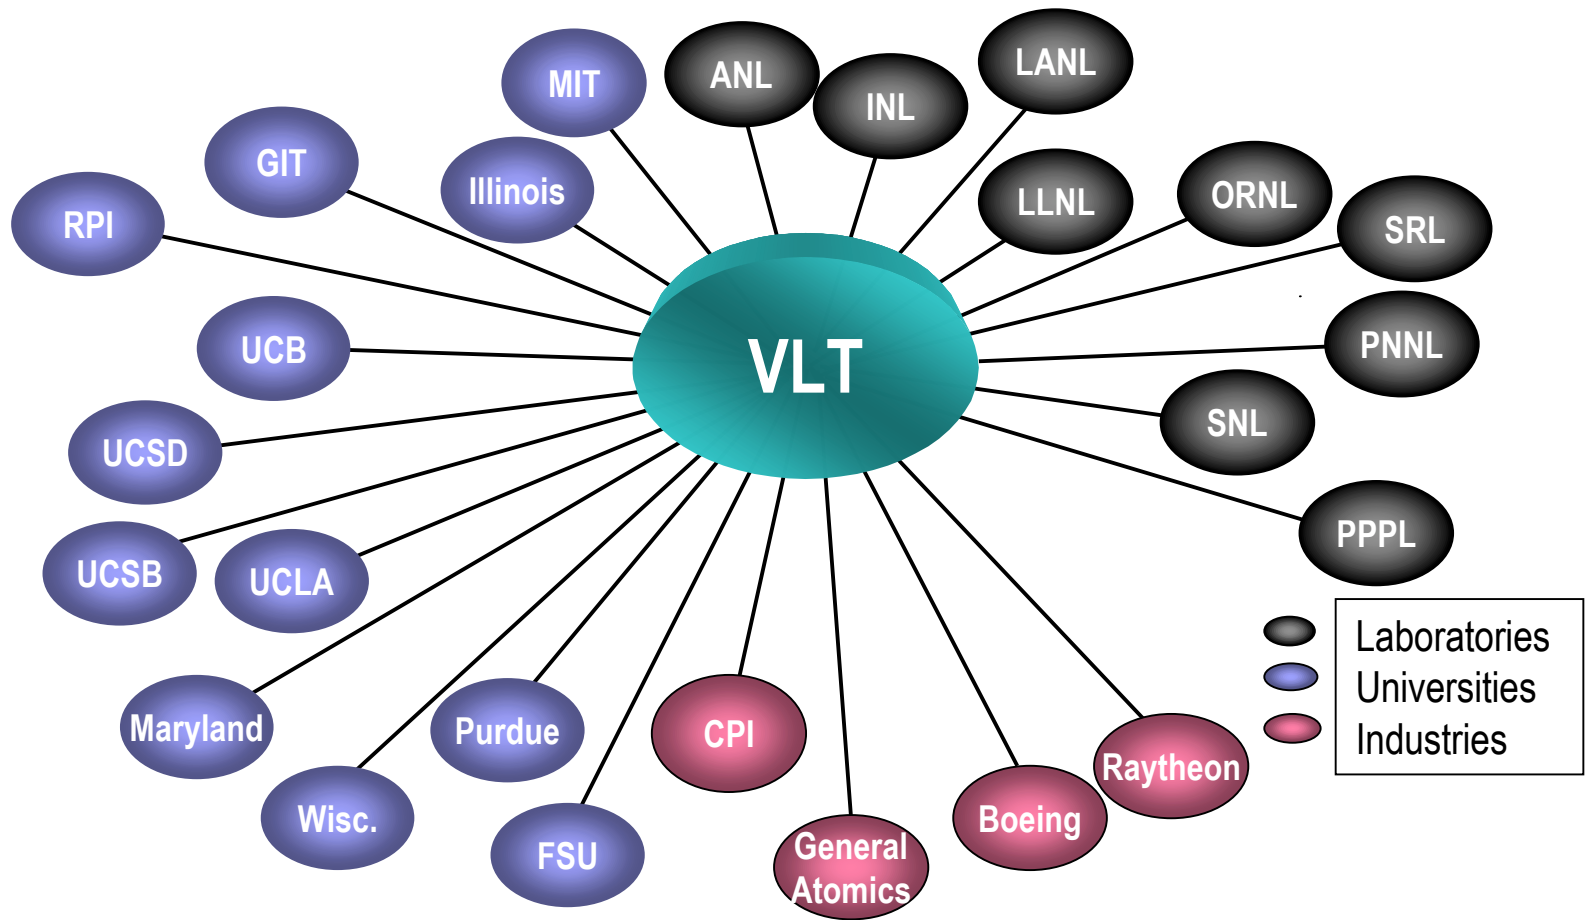 MIT
ANL
INL
LANL
GIT
Illinois
LLNL
ORNL
RPI
SRL
UCB
VLT
PNNL
UCSD
SNL
UCSB
UCLA
PPPL
Laboratories
Universities
Industries
Maryland
Purdue
CPI
Raytheon
Wisc.
FSU
General
Atomics
Boeing